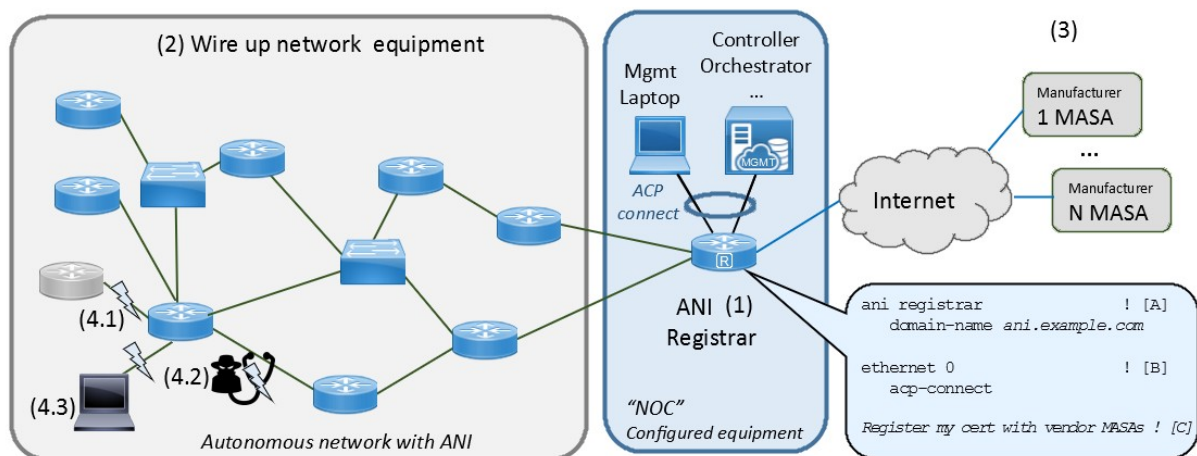 (2) Wire up network equipment
(4.1)
(4.2)
(4.3)
Autonomous network with ANI
Controller
Orchestrator
...
Mgmt
Laptop
MGMT
ACP
connect
R
ANI (1)
Registrar
"NOC"
Configured equipment
(3)
Manufacturer
1 MASA
...
Manufacturer
N MASA
Internet
ani registrar ! [A]
domain-name ani.example.com
ethernet 0 ! [B]
acp-connect
Register my cert with vendor MASAs ! [C]